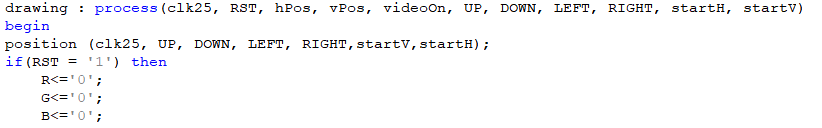 drawing : process(clk25, RST, hPos, vPos, videoOn, UP, DOWN, LEFT, RIGHT, startH, startV)
begin
position (clk25, UP, DOWN, LEFT, RIGHT,startV,startH);
if(RST = '1') then
    R<='0';
    G<='0';
    B<='0';